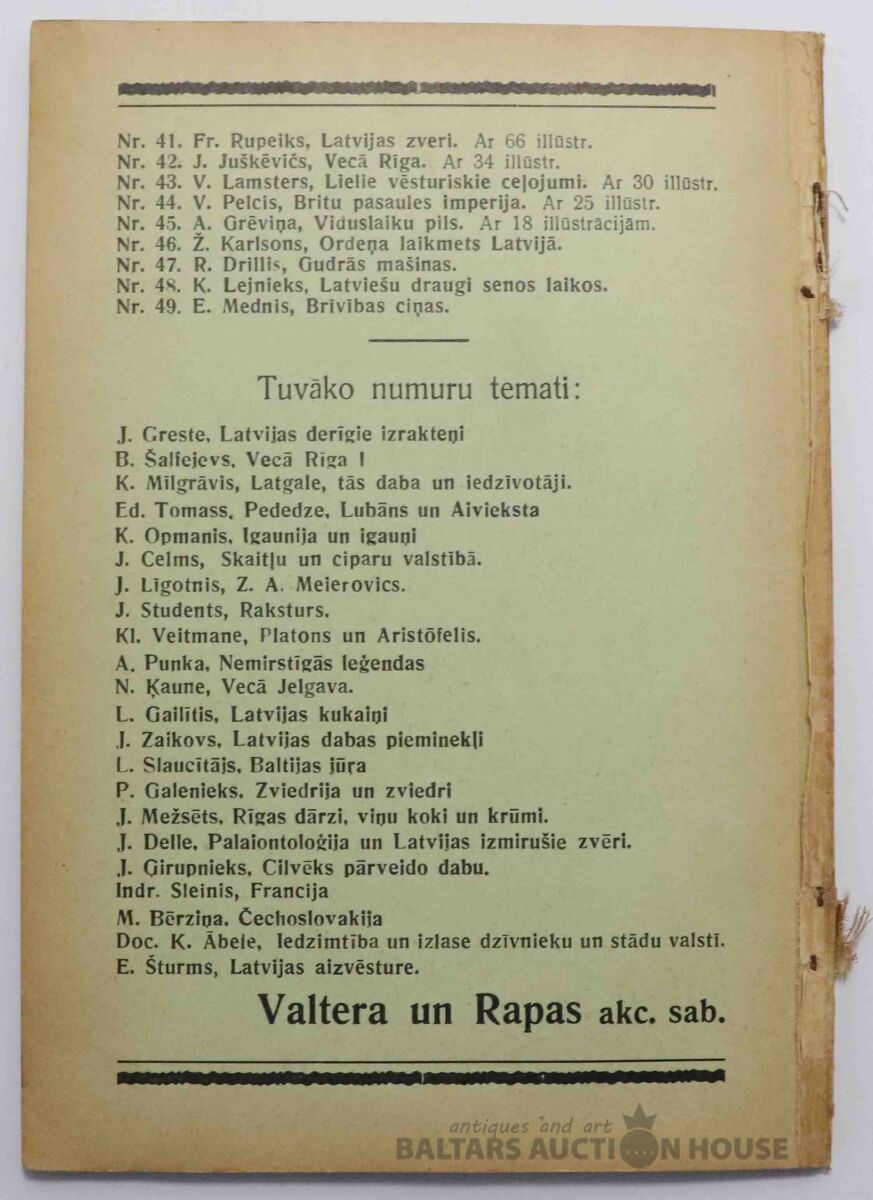 Nr. 41. Fr. Rupeiks, Latvijas zveri. Ar 66 illūstr.
Nr. 42. J. Juškēvičs, Vecā Rīga. Ar 34 illūstr.
Nr. 43. V. Lamsters, Lielie vēsturiskie ceļojumi. Ar 30 illūstr.
Nr. 44. V. Pelcis, Britu pasaules imperija. Ar 25 illūstr.
Nr. 45. A. Grēviņa, Viduslaiku pils. Ar 18 illūstrācijām.
Nr. 46. Ž. Karlsons, Ordeņa laikmets Latvijā.
Nr. 47. R. Drillis, Gudrās mašinas.
Nr. 48. K. Lejnieks, Latviešu draugi senos laikos.
Nr. 49. E. Mednis, Brīvības ciņas.
Tuvāko numuru temati:
J. Greste, Latvijas derīgie izrakteņi
B. Šalfejevs, Vecā Rīga I
K. Mīlgrāvis, Latgale, tās daba un iedzīvotāji.
Ed. Tomass, Pededze, Lubāns un Aivieksta
K. Opmanis, Igaunija un igauņi
J. Celms, Skaitļu un ciparu valstībā.
J. Līgotnis, Z. A. Meierovics.
J. Students, Raksturs.
Kl. Veitmane, Platons un Aristōfelis.
A. Punka, Nemirstīgās leģendas
N. Ķaune, Vecā Jelgava.
L. Gailītis, Latvijas kukaiņi
J. Zaikovs, Latvijas dabas pieminekļi
L. Slaucītājs, Baltijas jūra
P. Galenieks, Zviedrija un zviedri
J. Mežsēts, Rīgas dārzi, viņu koki un krūmi.
J. Delle, Palaiontoloģija un Latvijas izmirušie zvēri.
J. Girupnieks, Cilvēks pārveido dabu.
Indr. Sleinis, Francija
M. Bērziņa, Čechoslovakija
Doc. K. Ābele, Iedzimtība un izlase dzīvnieku un stādu valstī.
E. Šturms, Latvijas aizvēsture.
Valtera un Rapas akc. sab.
antiques and art
BALTARS AUCTION HOUSE